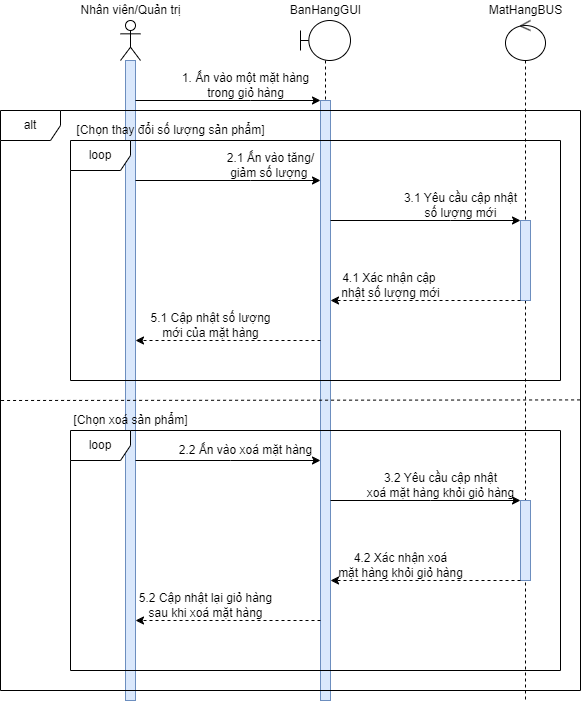 Nhân viên/Quản trị
BanHangGUI
MatHangBUS
1. Ấn vào một mặt hàng
trong giỏ hàng
alt
[Chọn thay đổi số lượng sản phẩm]
loop
2.1 Ấn vào tăng/
giảm số lượng
3.1 Yêu cầu cập nhật
số lượng mới
4.1 Xác nhận cập
nhật số lượng mới
5.1 Cập nhật số lượng
mới của mặt hàng
[Chọn xoá sản phẩm]
loop
2.2 Ấn vào xoá mặt hàng
3.2 Yêu cầu cập nhật
xoá mặt hàng khỏi giỏ hàng
4.2 Xác nhận xoá
mặt hàng khỏi giỏ hàng
5.2 Cập nhật lại giỏ hàng
sau khi xoá mặt hàng